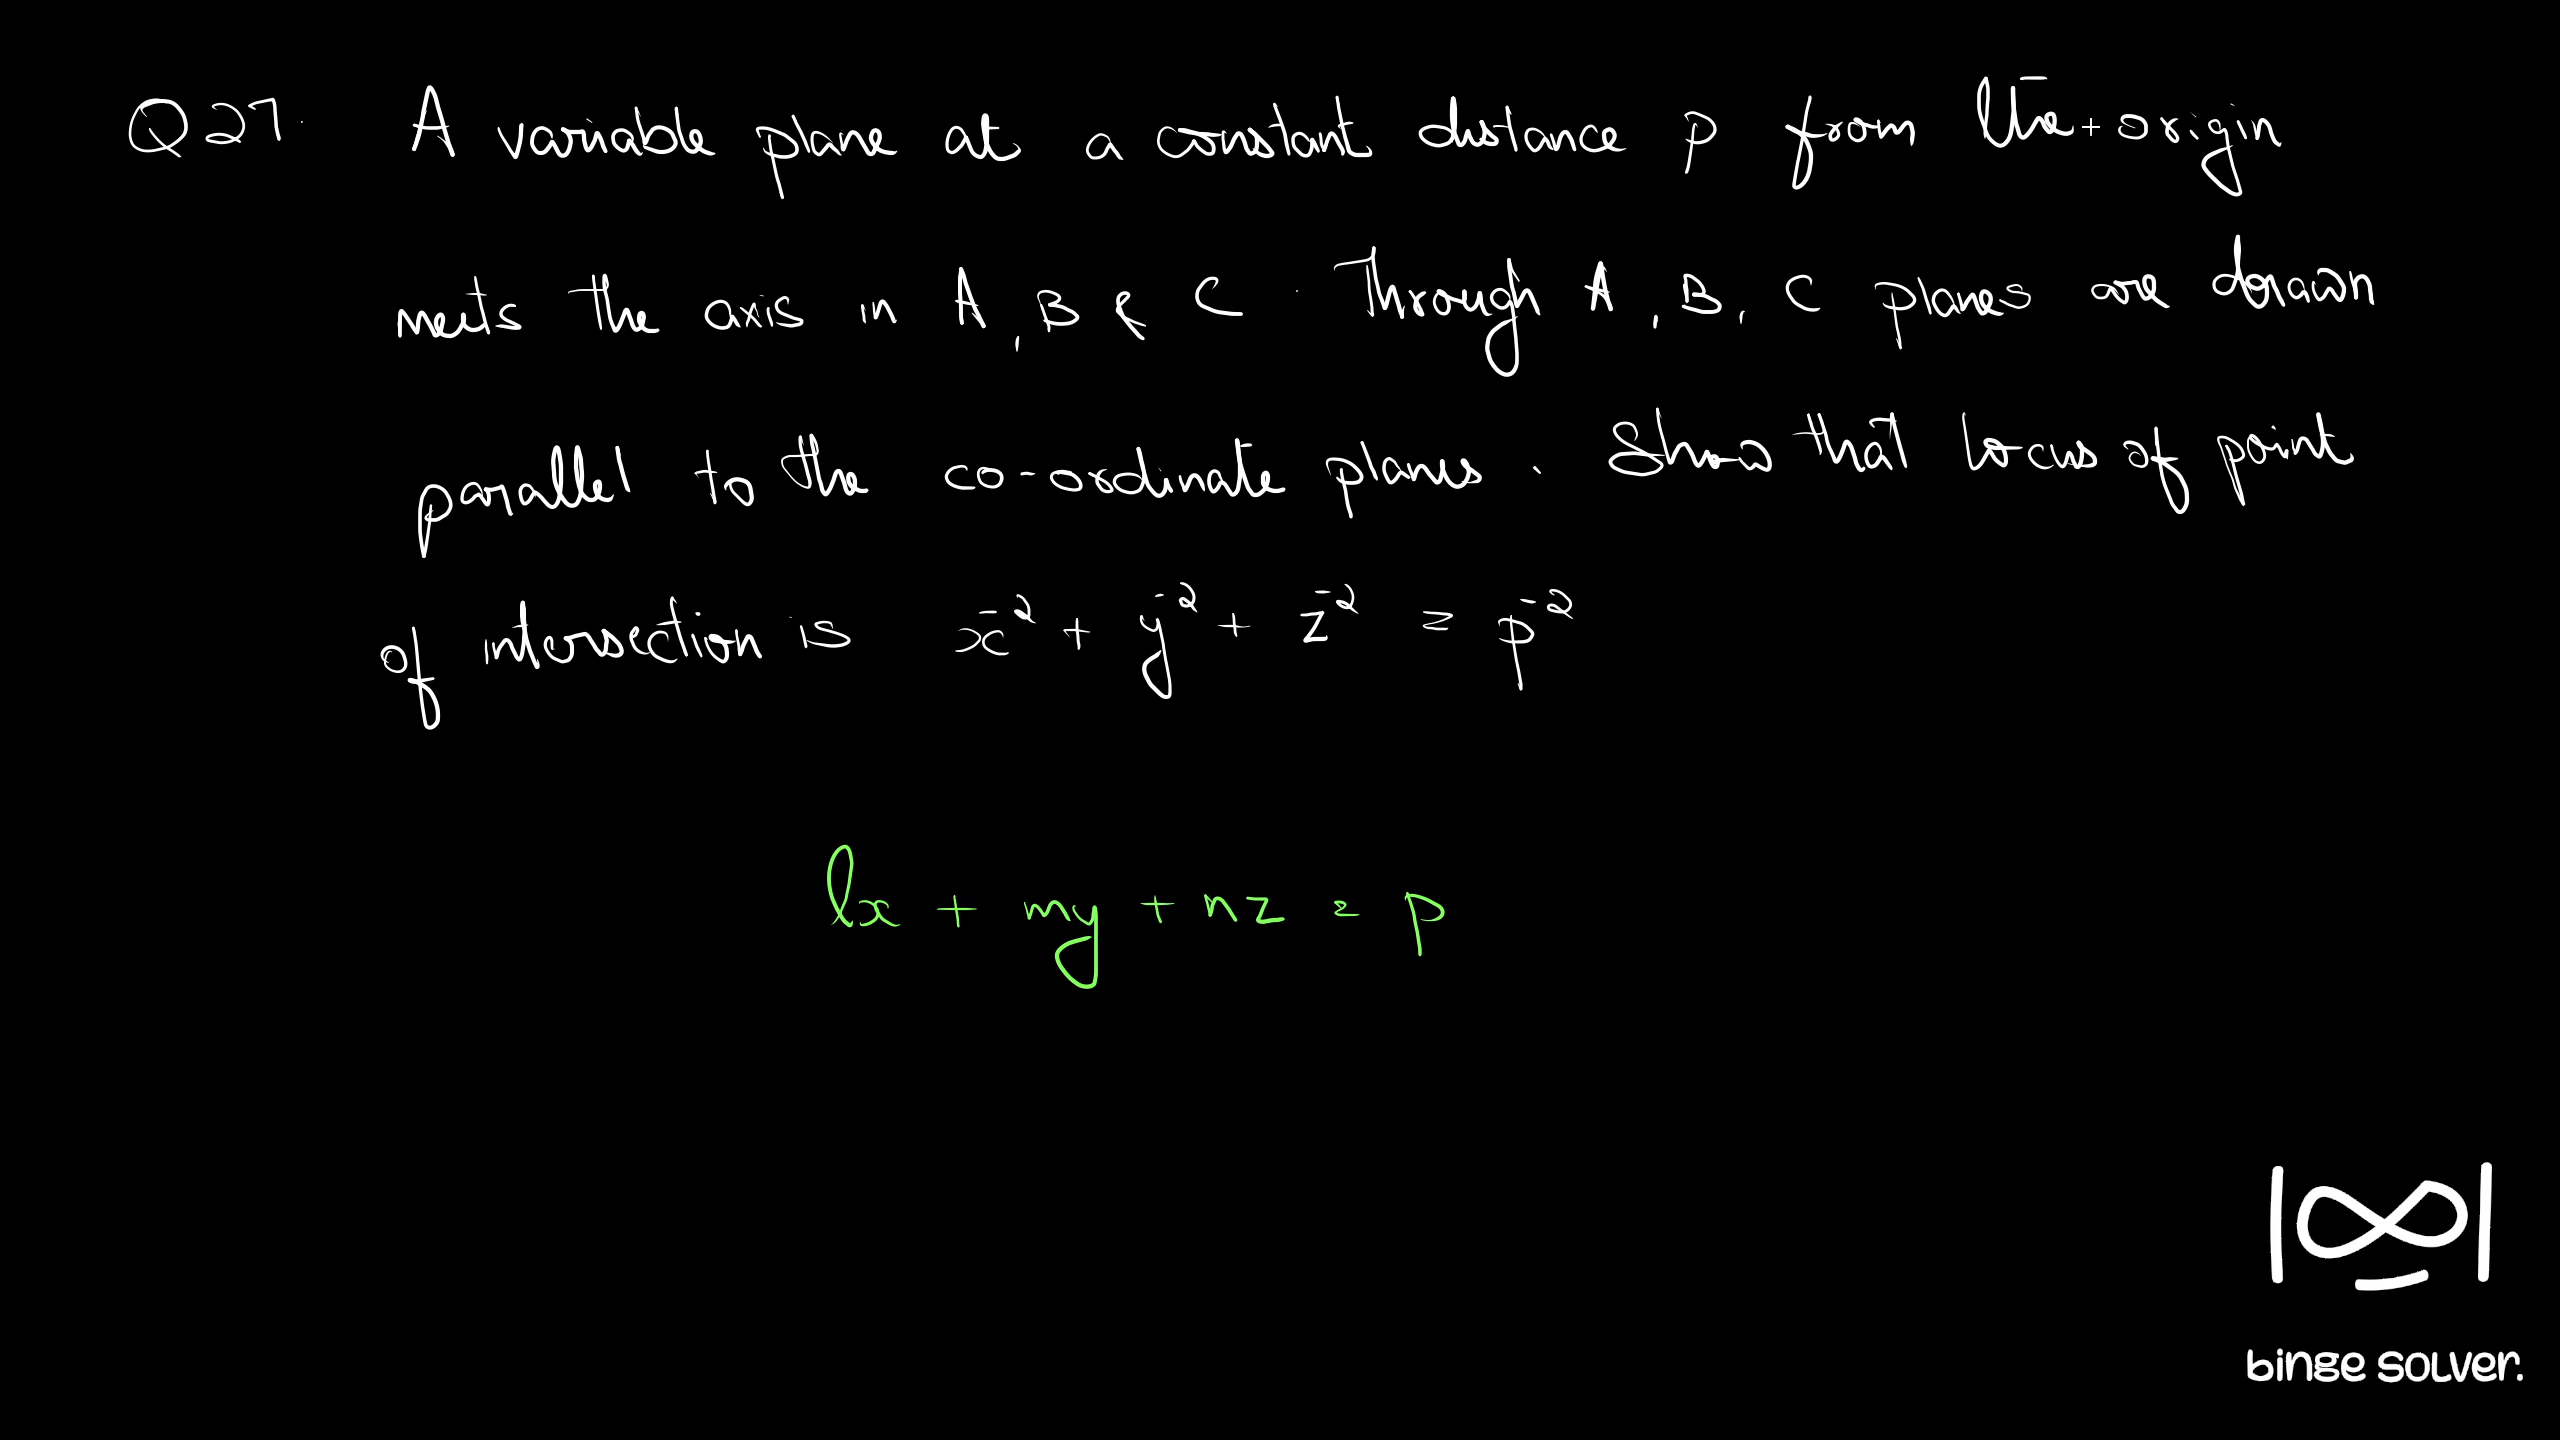 Q27. A variable plane at a constant distance p from the origin
meets the axis in A, B & C. Through A, B, C planes are drawn
parallel to the co-ordinate planes. Show that locus of point
of intersection is x⁻² + y⁻² + z⁻² = p⁻²
lx + my + nz = p
binge solver.